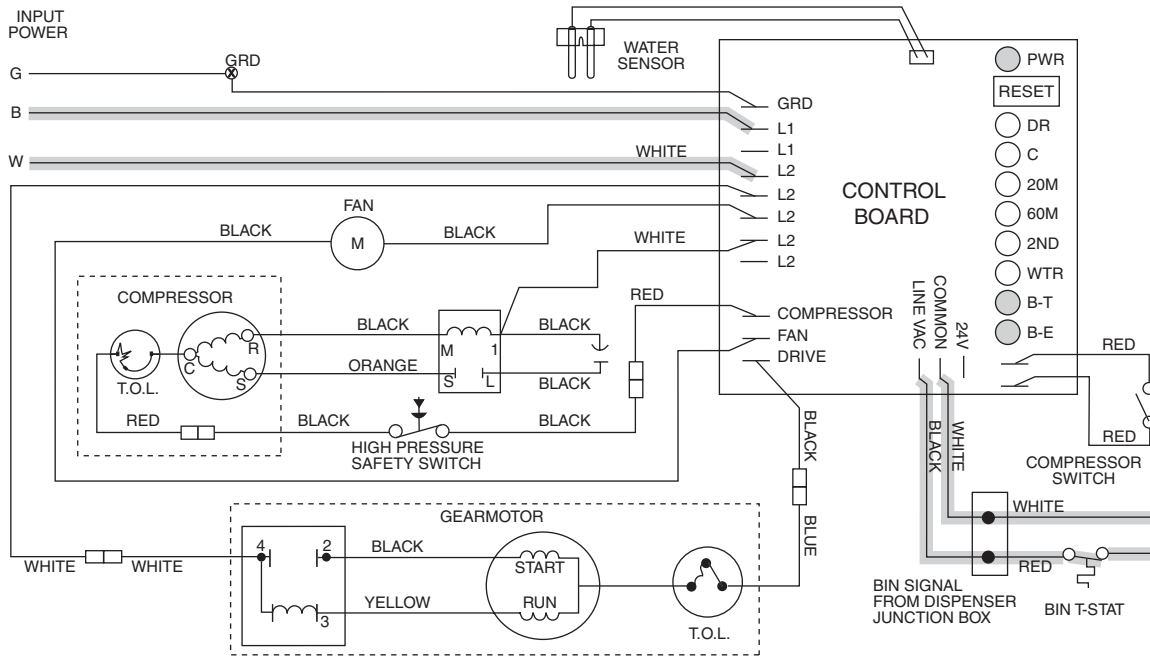 INPUT
POWER
G
GRD
B
W
WHITE
WATER
SENSOR
GRD
L1
L1
L2
L2
L2
L2
L2
CONTROL
BOARD
PWR
RESET
DR
C
20M
60M
2ND
WTR
B-T
B-E
FAN
M
BLACK
BLACK
WHITE
COMPRESSOR
T.O.L.
C
R
S
BLACK
ORANGE
M
1
S
L
BLACK
BLACK
RED
RED
BLACK
HIGH PRESSURE
SAFETY SWITCH
BLACK
COMPRESSOR
FAN
DRIVE
LINE VAC
COMMON
24V
BLACK
WHITE
RED
RED
COMPRESSOR
SWITCH
BLACK
BLUE
GEARMOTOR
WHITE
WHITE
4
2
3
BLACK
YELLOW
START
RUN
T.O.L.
WHITE
RED
BIN SIGNAL
FROM DISPENSER
JUNCTION BOX
BIN T-STAT